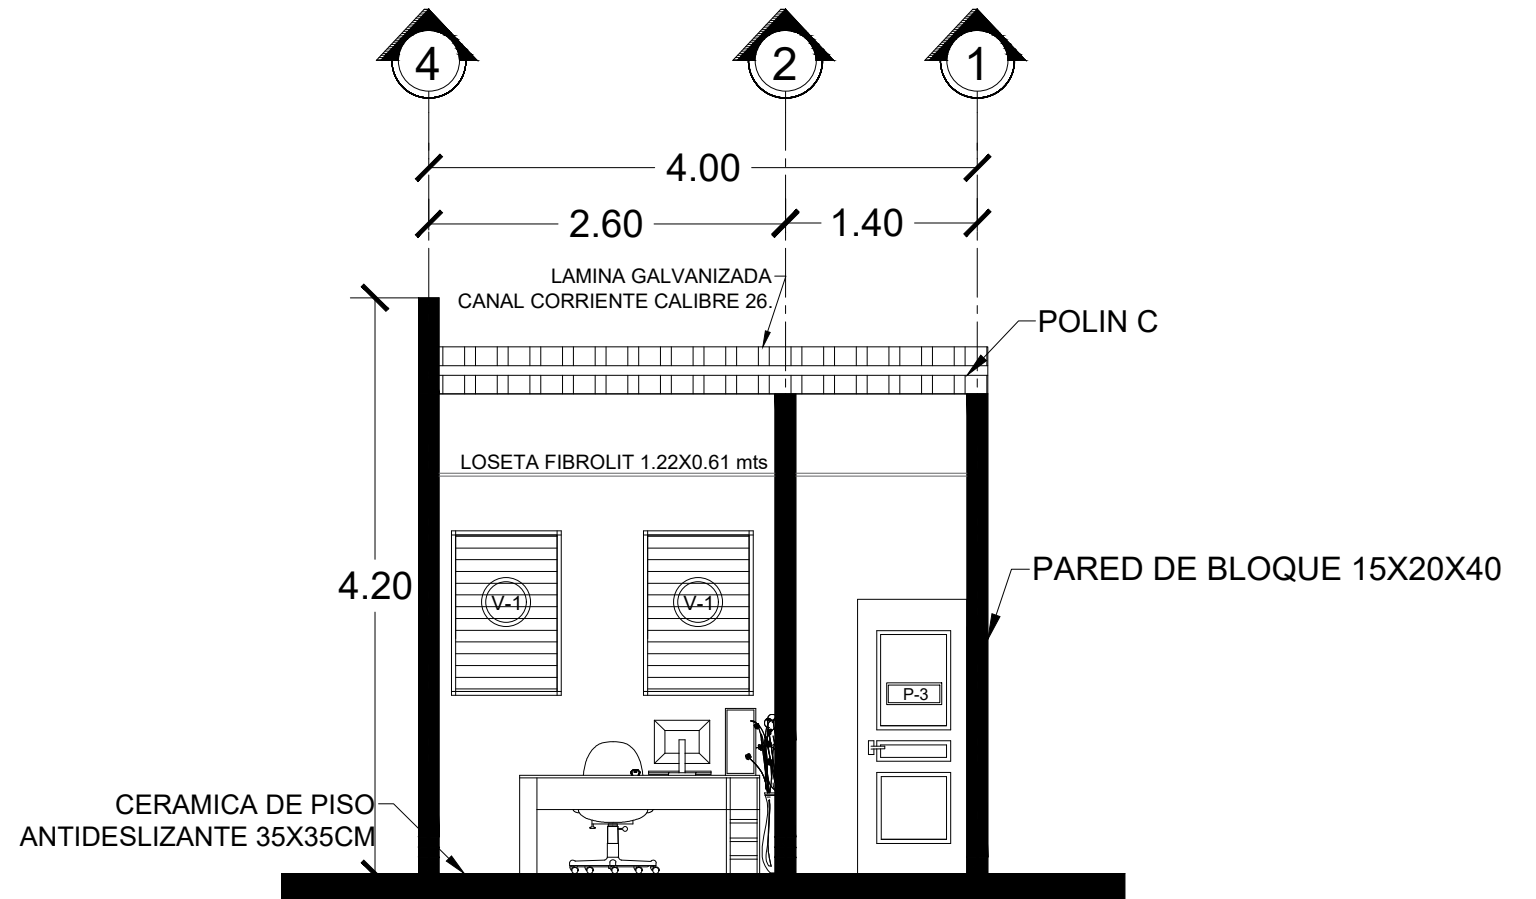 4
2
1
4.00
2.60
1.40
LAMINA GALVANIZADA
CANAL CORRIENTE CALIBRE 26.
POLIN C
LOSETA FIBROLIT 1.22X0.61 mts
4.20
PARED DE BLOQUE 15X20X40
V-1
V-1
P-3
CERAMICA DE PISO
ANTIDESLIZANTE 35X35CM